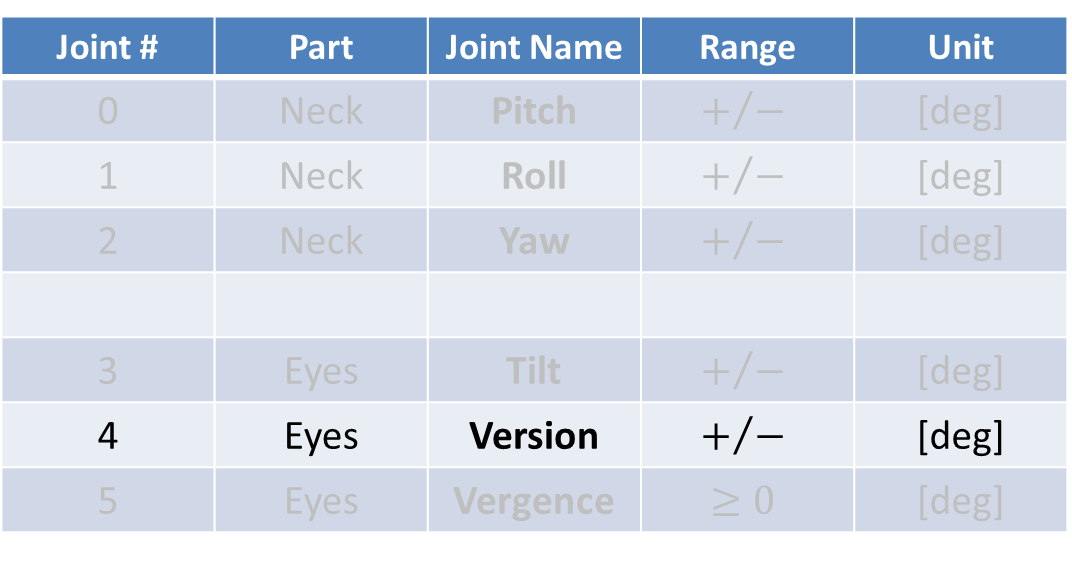 Joint # Part Joint Name Range Unit
0 Neck Pitch +/− [deg]
1 Neck Roll +/− [deg]
2 Neck Yaw +/− [deg]
3 Eyes Tilt +/− [deg]
4 Eyes Version +/− [deg]
5 Eyes Vergence ≥ 0 [deg]